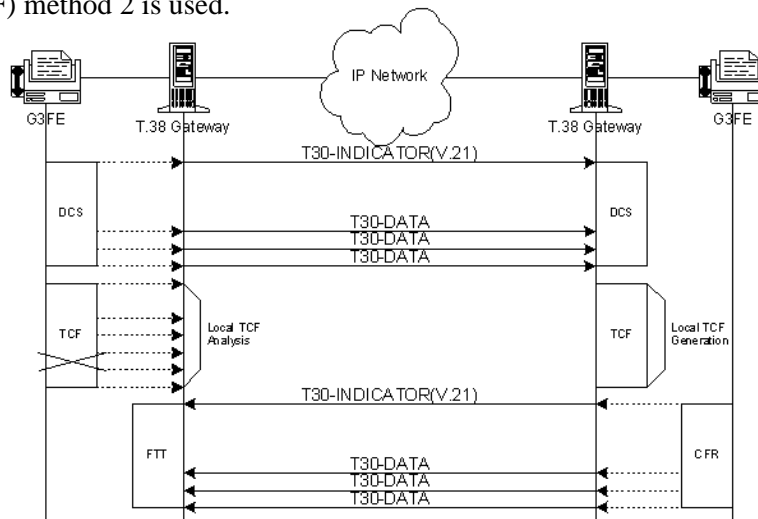 F) method 2 is used.
IP Network
G3FE
T.38 Gateway
T.38 Gateway
G3FE
T30-INDICATOR(V.21)
DCS
DCS
T30-DATA
T30-DATA
T30-DATA
TCF
Local TCF
Analysis
TCF
Local TCF
Generation
T30-INDICATOR(V.21)
FTT
CFR
T30-DATA
T30-DATA
T30-DATA